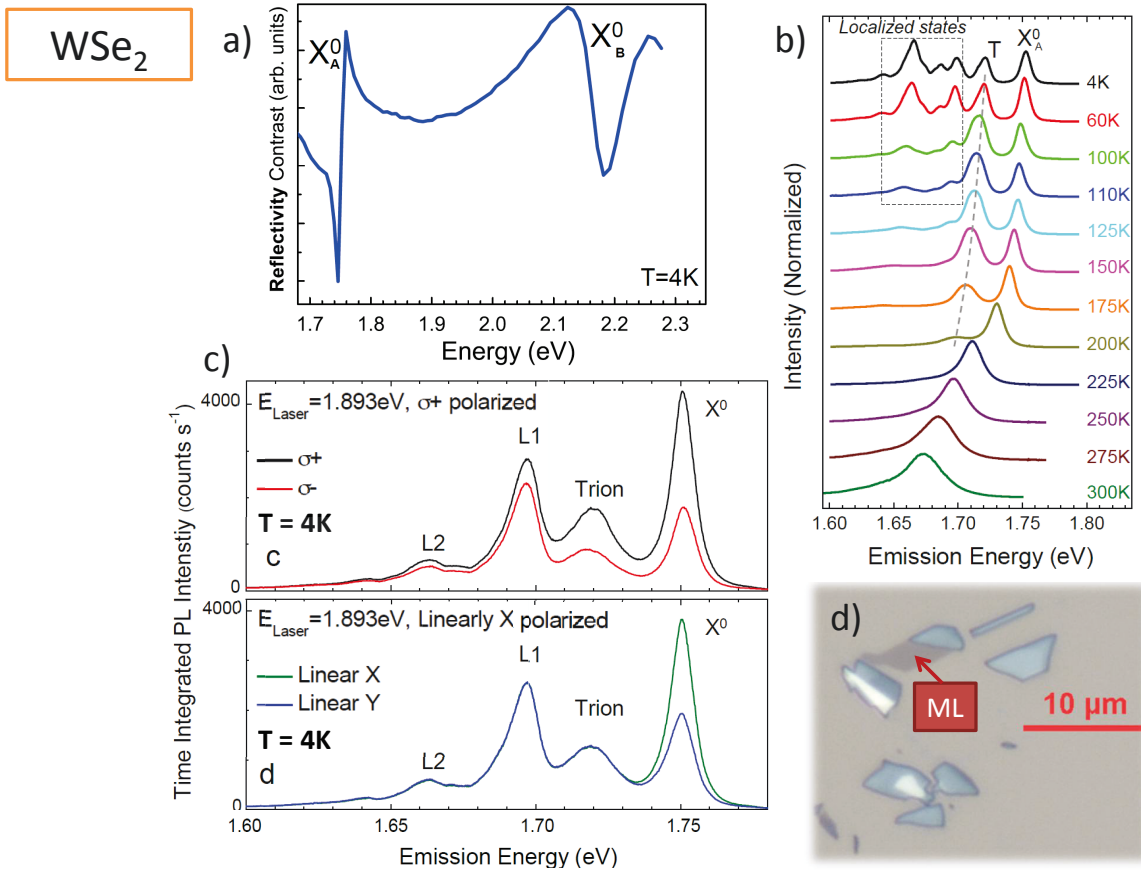 WSe2
a)
Reflectivity Contrast (arb. units)
X0A
X0B
T=4K
1.7 1.8 1.9 2.0 2.1 2.2 2.3
Energy (eV)
b)
Localized states
T
X0A
4K
60K
100K
110K
125K
150K
175K
200K
225K
250K
275K
300K
Intensity (Normalized)
1.60 1.65 1.70 1.75 1.80
Emission Energy (eV)
c)
Time Integrated PL Intenstiy (counts s-1)
4000
ELaser=1.893eV, σ+ polarized
X0
L1
σ+
σ-
Trion
T = 4K
L2
c
0
4000
ELaser=1.893eV, Linearly X polarized
X0
L1
Linear X
Linear Y
Trion
T = 4K
L2
d
0
1.60 1.65 1.70 1.75
Emission Energy (eV)
d)
ML
10 µm